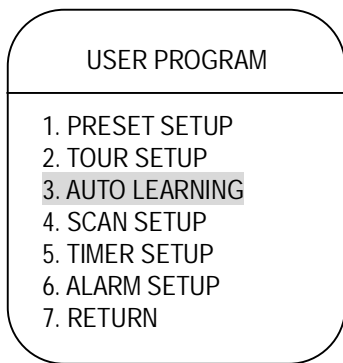 USER PROGRAM
1. PRESET SETUP
2. TOUR SETUP
3. AUTO LEARNING
4. SCAN SETUP
5. TIMER SETUP
6. ALARM SETUP
7. RETURN